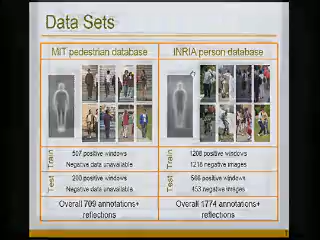 Data Sets
MIT pedestrian database
INRIA person database
Train
507 positive windows
Negative data unavailable
Test
200 positive windows
Negative data unavailable
Overall 709 annotations+
reflections
Train
1208 positive windows
1218 negative images
Test
566 positive windows
453 negative images
Overall 1774 annotations+
reflections